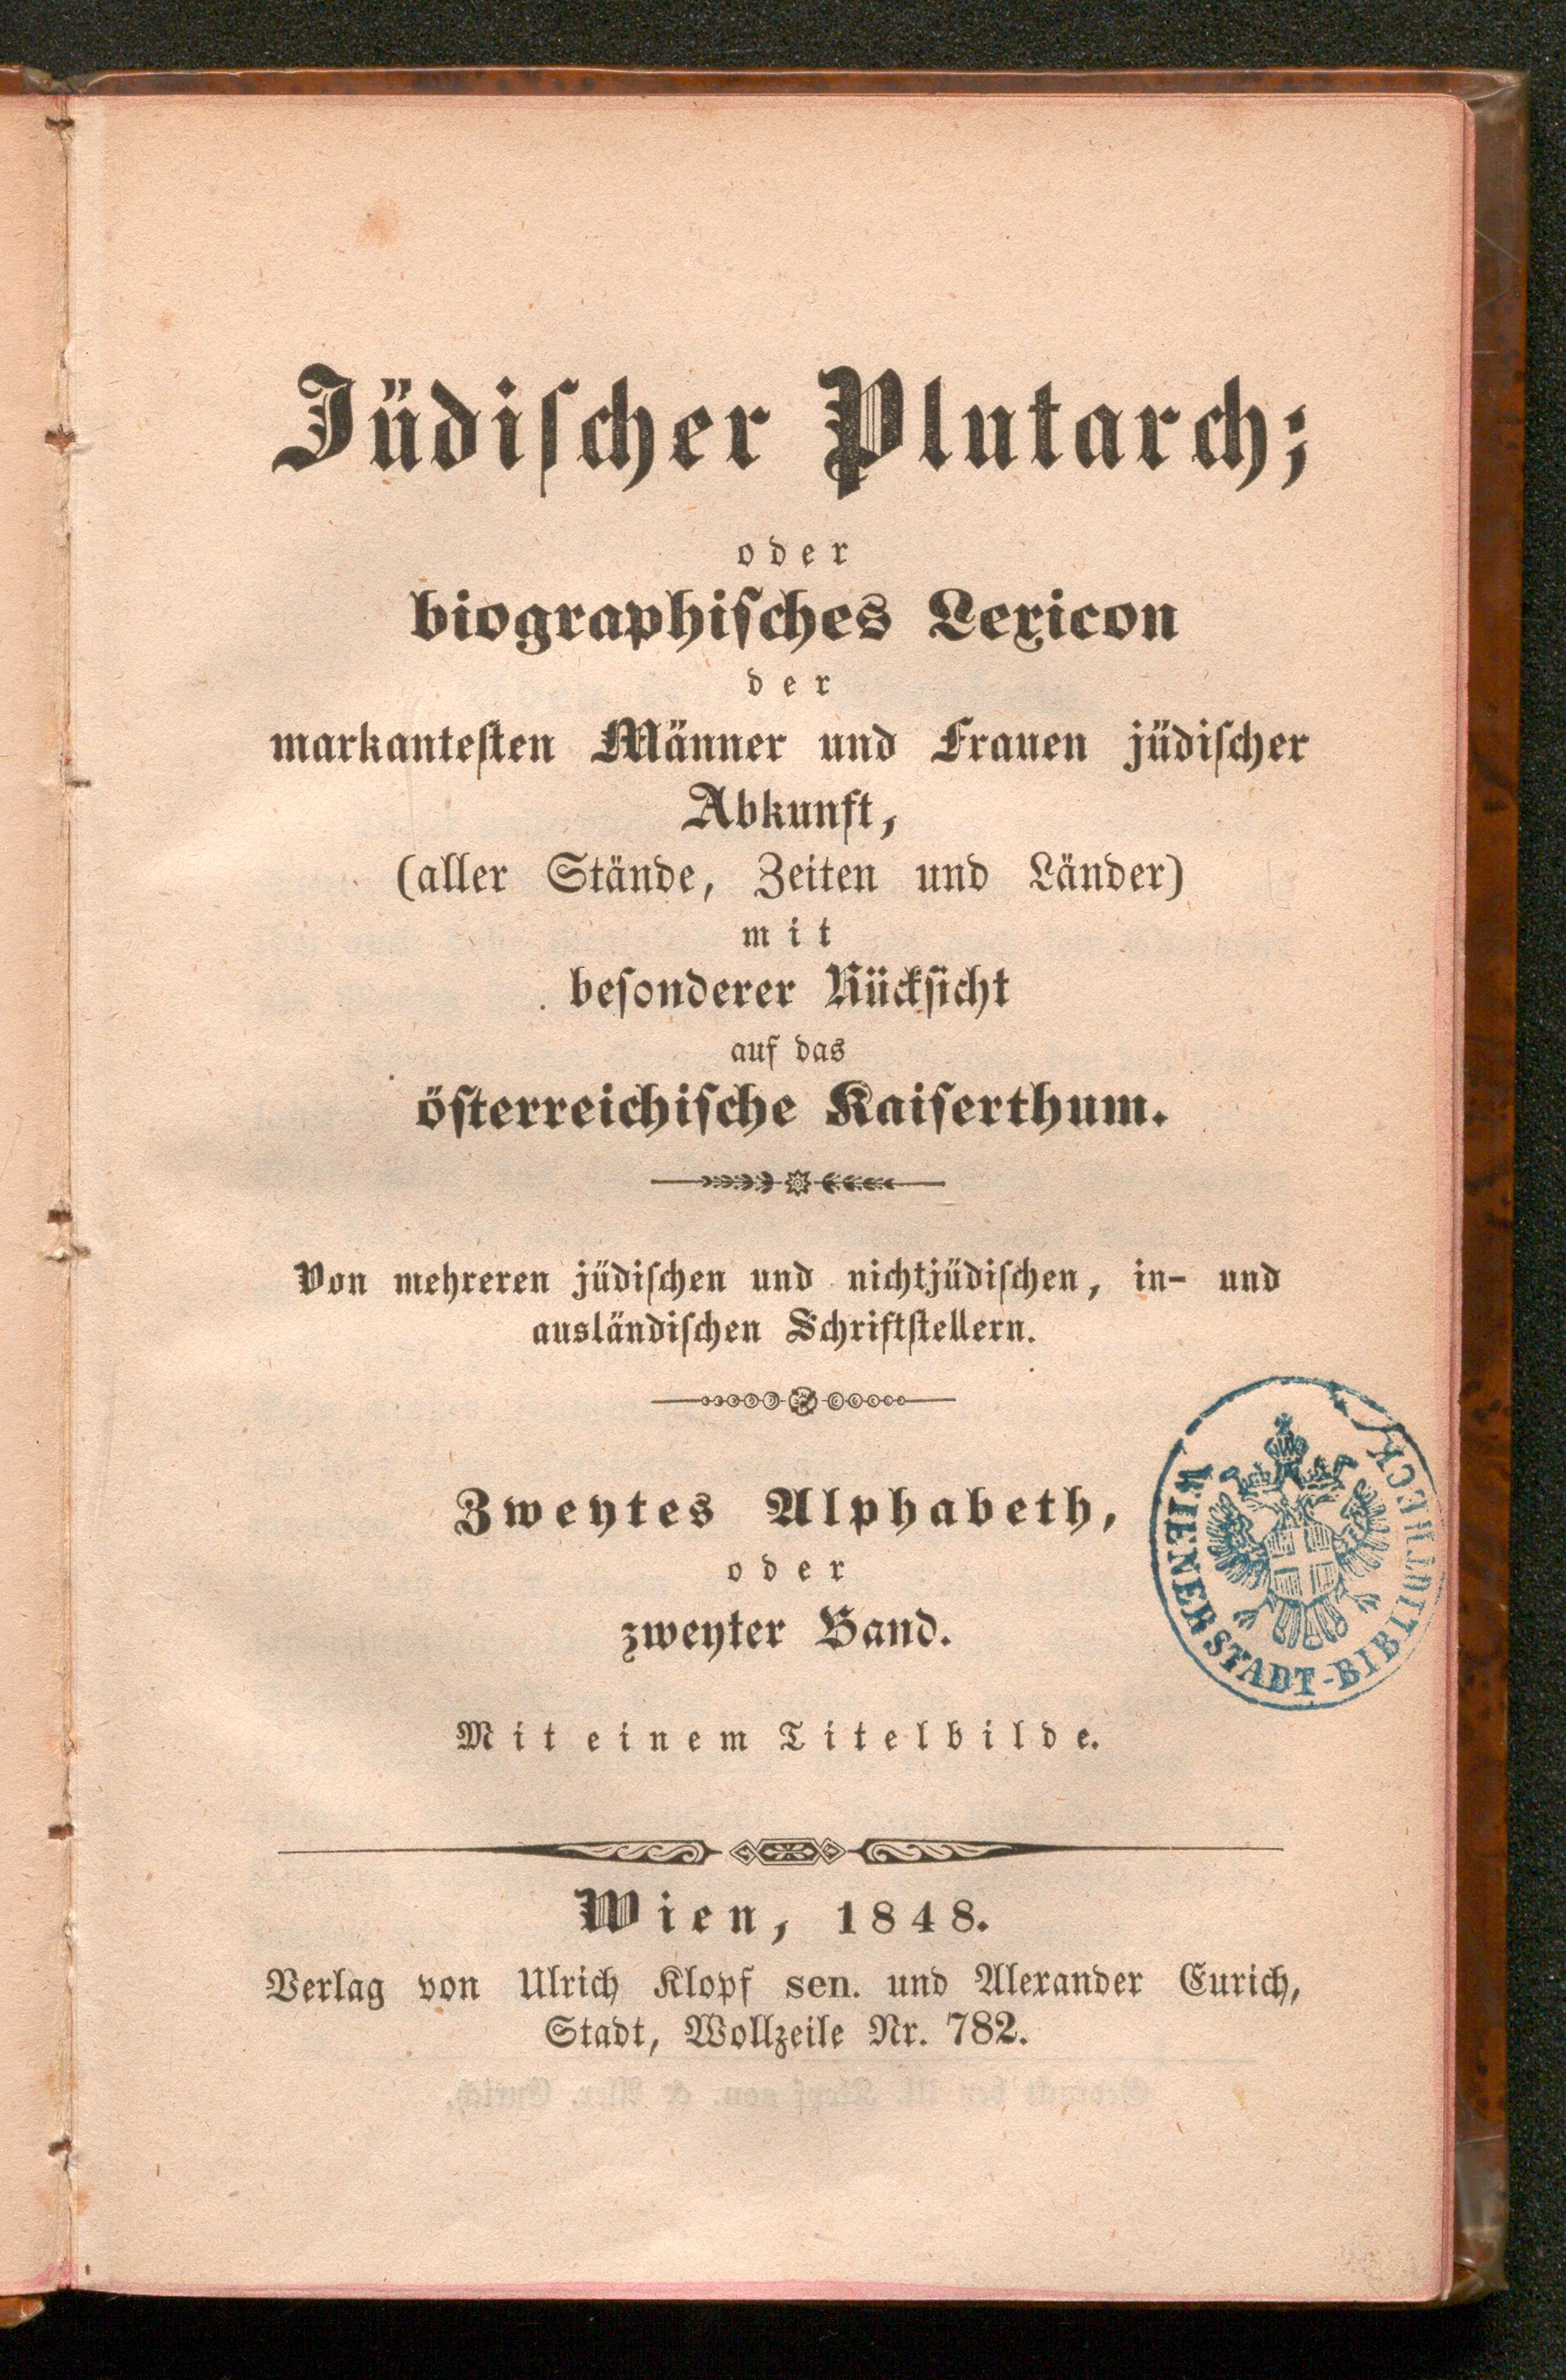 Jüdischer Plutarch;
oder
biographisches Lexicon
der
markantesten Männer und Frauen jüdischer
Abkunft,
(aller Stände, Zeiten und Länder)
mit
besonderer Rücksicht
auf das
österreichische Kaiserthum.
Von mehreren jüdischen und nichtjüdischen, in- und
ausländischen Schriftstellern.
Zweytes Alphabeth,
oder
zweyter Band.
WIENER STADT-BIBLIOTHECK
Mit einem Titelbilde.
Wien, 1848.
Verlag von Ulrich Klopf sen. und Alexander Eurich,
Stadt, Wollzeile Nr. 782.